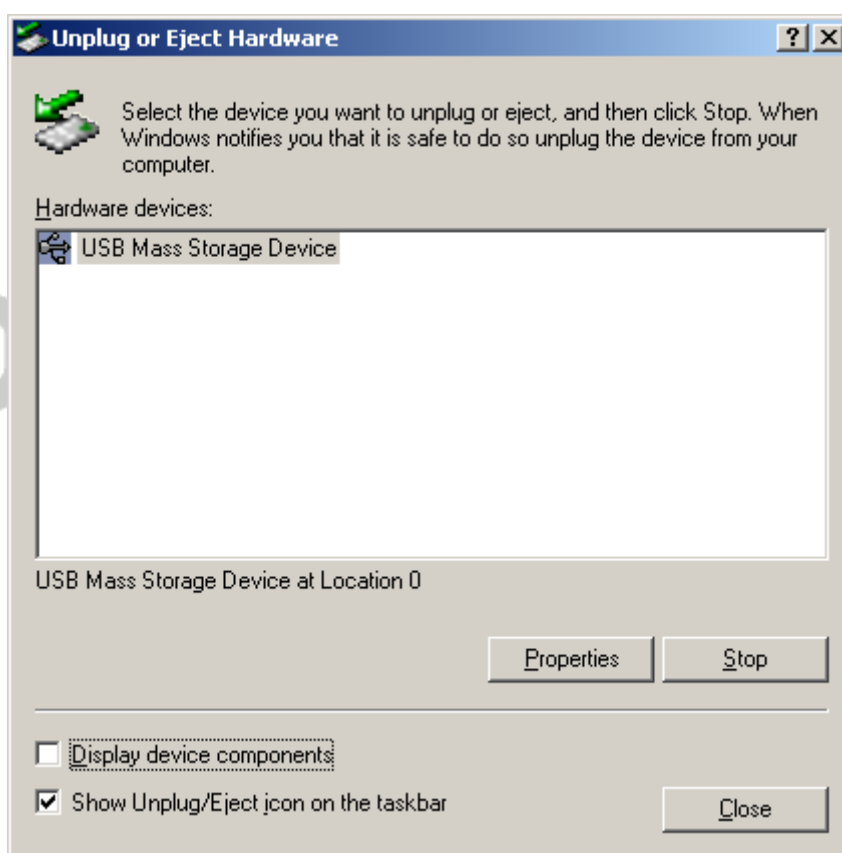 Unplug or Eject Hardware
Select the device you want to unplug or eject, and then click Stop. When
Windows notifies you that it is safe to do so unplug the device from your
computer.
Hardware devices:
USB Mass Storage Device
USB Mass Storage Device at Location 0
Properties Stop
Display device components
Show Unplug/Eject icon on the taskbar
Close